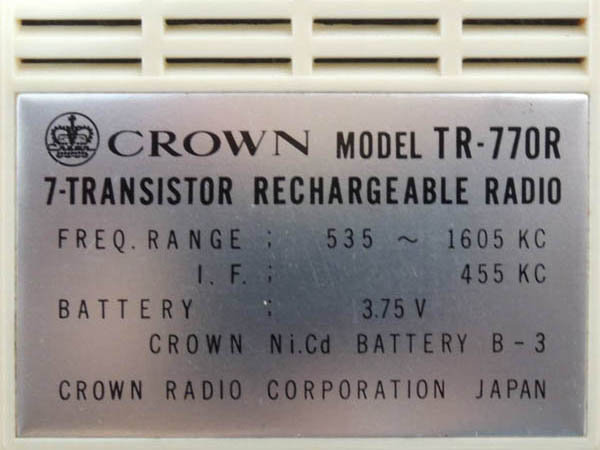 CROWN MODEL TR-770R
7-TRANSISTOR RECHARGEABLE RADIO
FREQ. RANGE ; 535 ~ 1605 KC
I. F. ; 455 KC
BATTERY ; 3.75 V
CROWN Ni.Cd BATTERY B-3
CROWN RADIO CORPORATION JAPAN